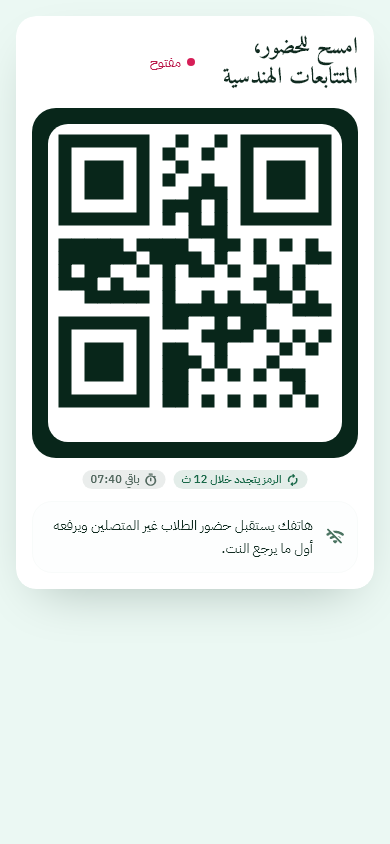 امسح للحضور،
المتتابعات الهندسية
مفتوح
الرمز يتجدد خلال 12 ث
باقي 07:40
هاتفك يستقبل حضور الطلاب غير المتصلين ويرفعه
أول ما يرجع النت.